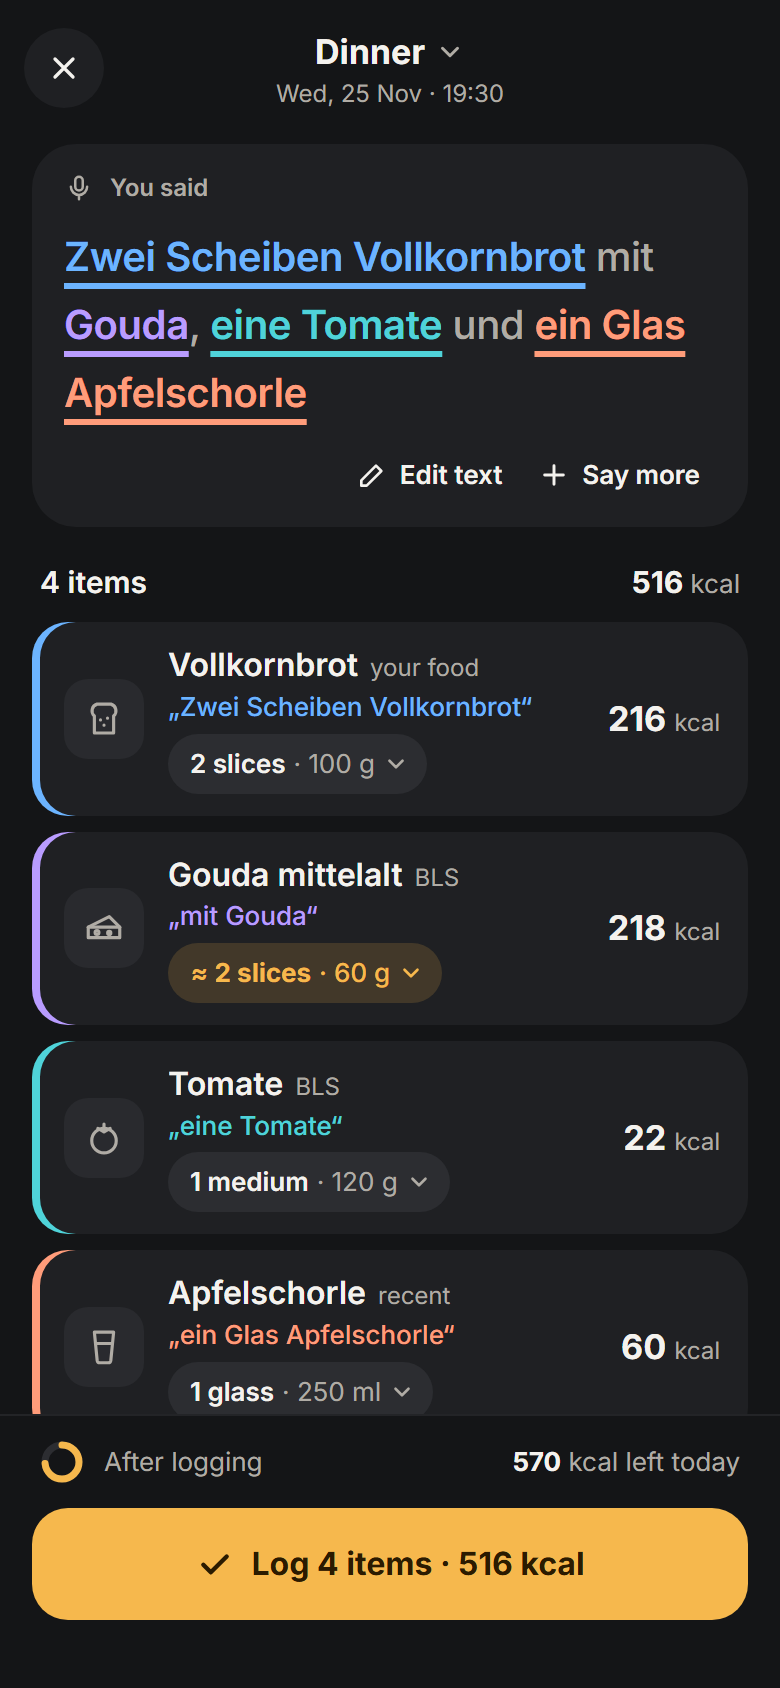 Dinner
Wed, 25 Nov · 19:30
You said
Zwei Scheiben Vollkornbrot mit
Gouda, eine Tomate und ein Glas
Apfelschorle
Edit text Say more
4 items 516 kcal
Vollkornbrot your food
„Zwei Scheiben Vollkornbrot“
216 kcal
2 slices · 100 g
Gouda mittelalt BLS
„mit Gouda“
218 kcal
≈ 2 slices · 60 g
Tomate BLS
„eine Tomate“
22 kcal
1 medium · 120 g
Apfelschorle recent
„ein Glas Apfelschorle“
60 kcal
1 glass · 250 ml
After logging 570 kcal left today
Log 4 items · 516 kcal